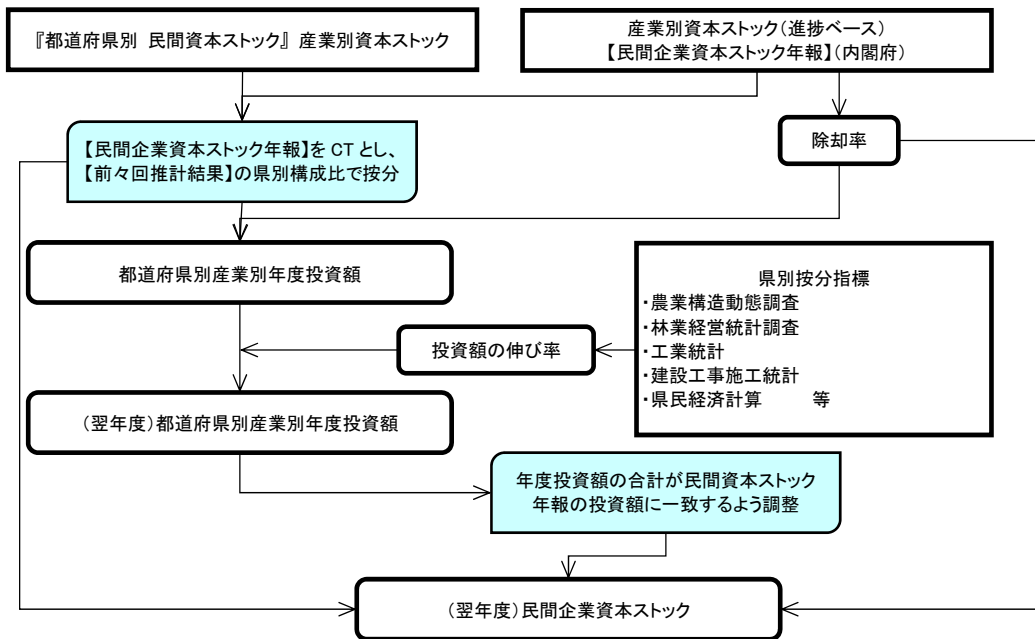 『都道府県別 民間資本ストック』 産業別資本ストック
産業別資本ストック(進捗ベース)
【民間企業資本ストック年報】(内閣府)
【民間企業資本ストック年報】を CT とし、
【前々回推計結果】の県別構成比で按分
除却率
都道府県別産業別年度投資額
県別按分指標
・農業構造動態調査
・林業経営統計調査
・工業統計
・建設工事施工統計
・県民経済計算 等
投資額の伸び率
(翌年度)都道府県別産業別年度投資額
年度投資額の合計が民間資本ストック
年報の投資額に一致するよう調整
(翌年度)民間企業資本ストック